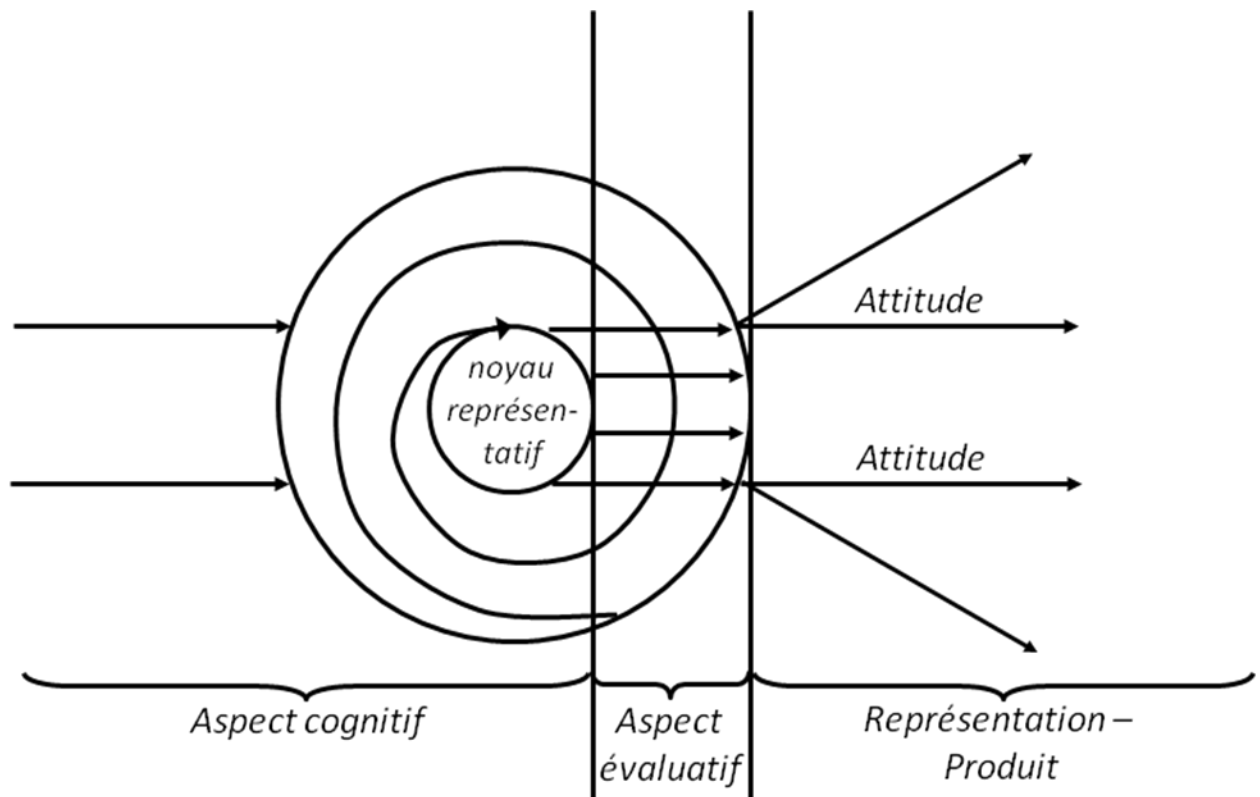 Attitude
noyau
représen-
tatif
Attitude
Aspect cognitif
Aspect
évaluatif
Représentation –
Produit